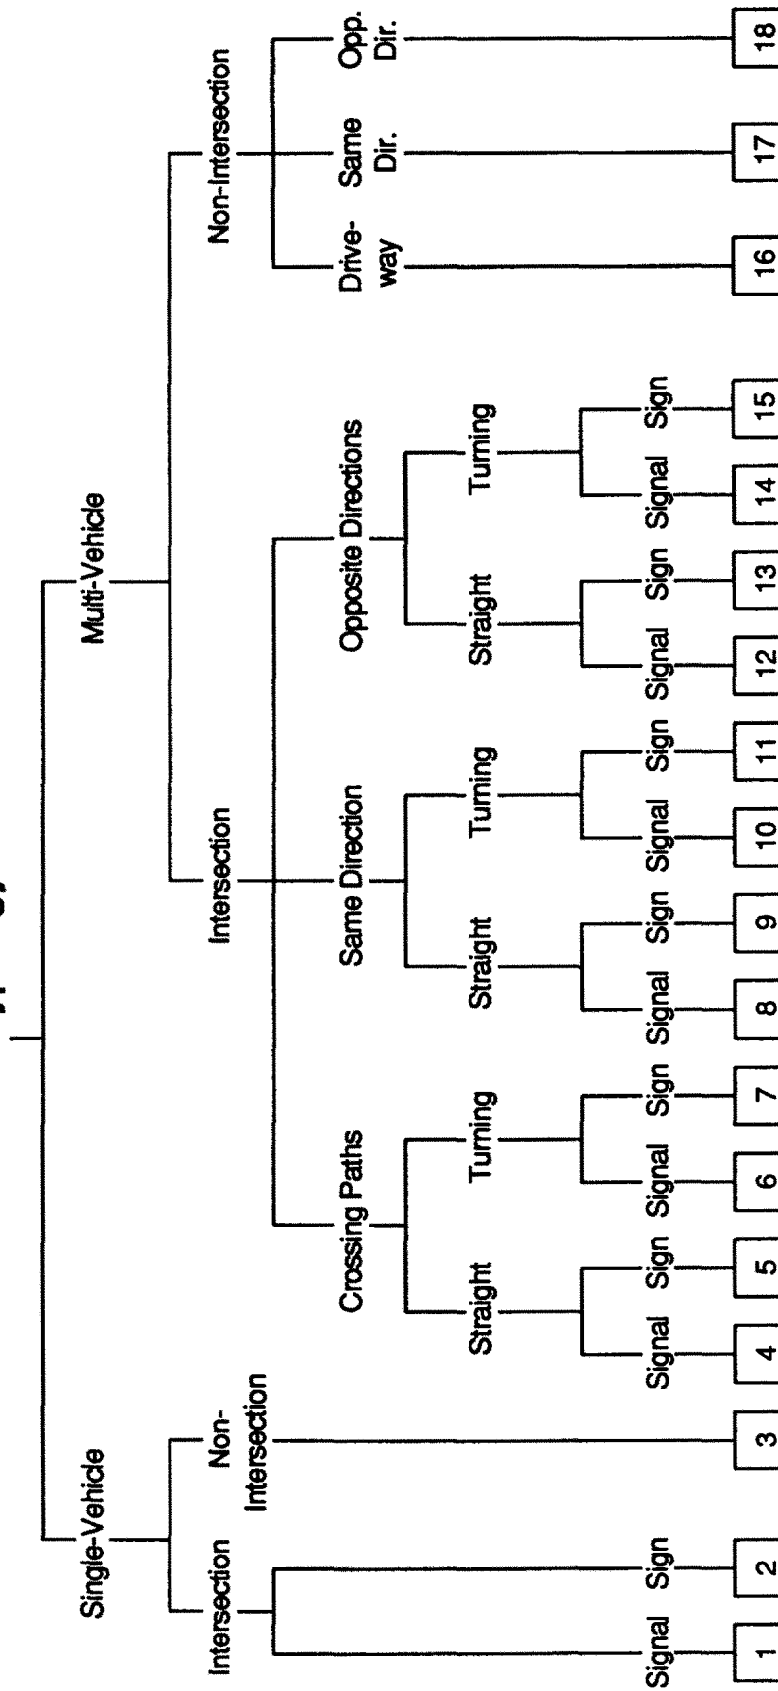 Single-Vehicle
Multi-Vehicle
Intersection
Non-
Intersection
Intersection
Non-Intersection
Crossing Paths
Same Direction
Opposite Directions
Drive-
way
Same
Dir.
Opp.
Dir.
Straight
Turning
Straight
Turning
Straight
Turning
Signal
Sign
Signal
Sign
Signal
Sign
Signal
Sign
Signal
Sign
Signal
Sign
Signal
Sign
1
2
3
4
5
6
7
8
9
10
11
12
13
14
15
16
17
18